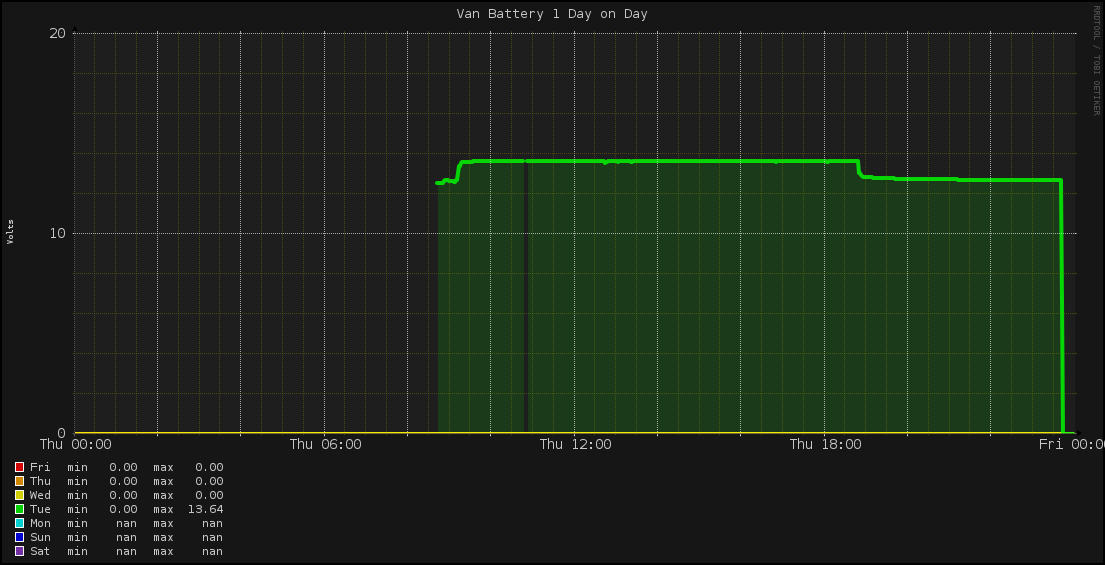 Van Battery 1 Day on Day
RRDTOOL / TOBI OETIKER
20
10
0
Volts
Thu 00:00 Thu 06:00 Thu 12:00 Thu 18:00 Fri 00:00
Fri min 0.00 max 0.00
Thu min 0.00 max 0.00
Wed min 0.00 max 0.00
Tue min 0.00 max 13.64
Mon min nan max nan
Sun min nan max nan
Sat min nan max nan